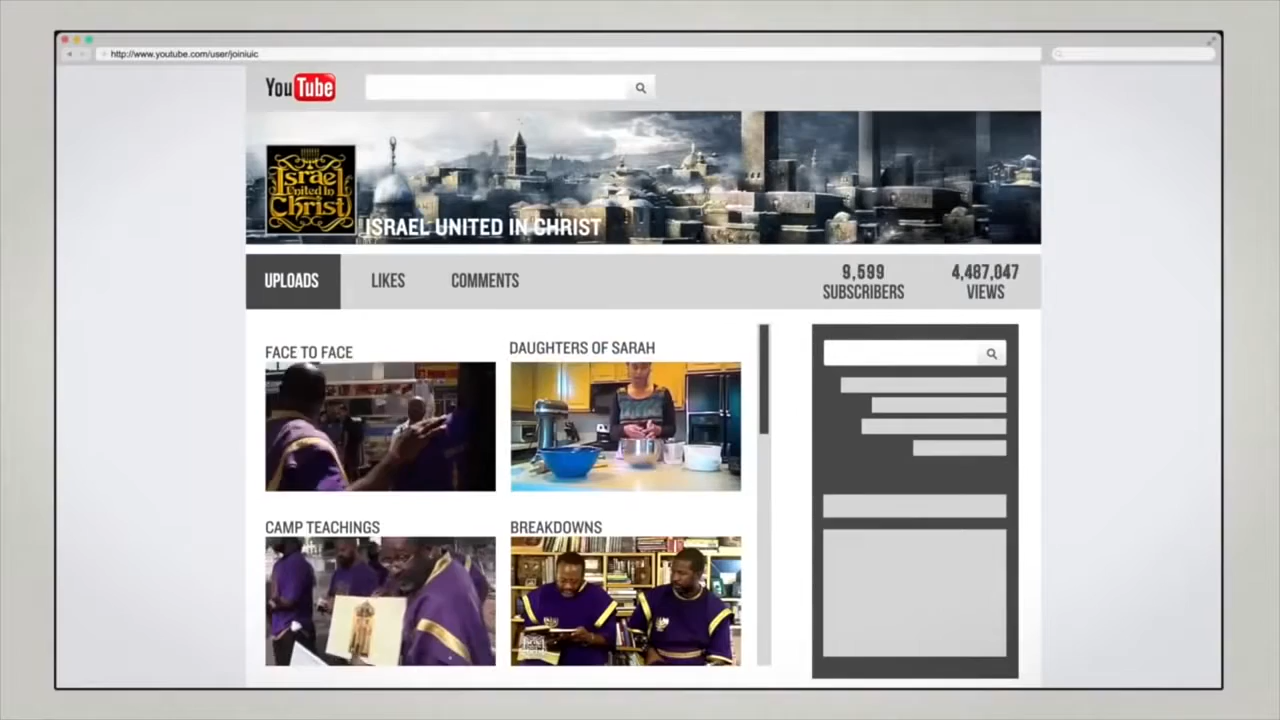 http://www.youtube.com/user/joiniuic
YouTube
Israel
United In
Christ
ISRAEL UNITED IN CHRIST
UPLOADS
LIKES
COMMENTS
9,599
SUBSCRIBERS
4,487,047
VIEWS
FACE TO FACE
DAUGHTERS OF SARAH
CAMP TEACHINGS
BREAKDOWNS